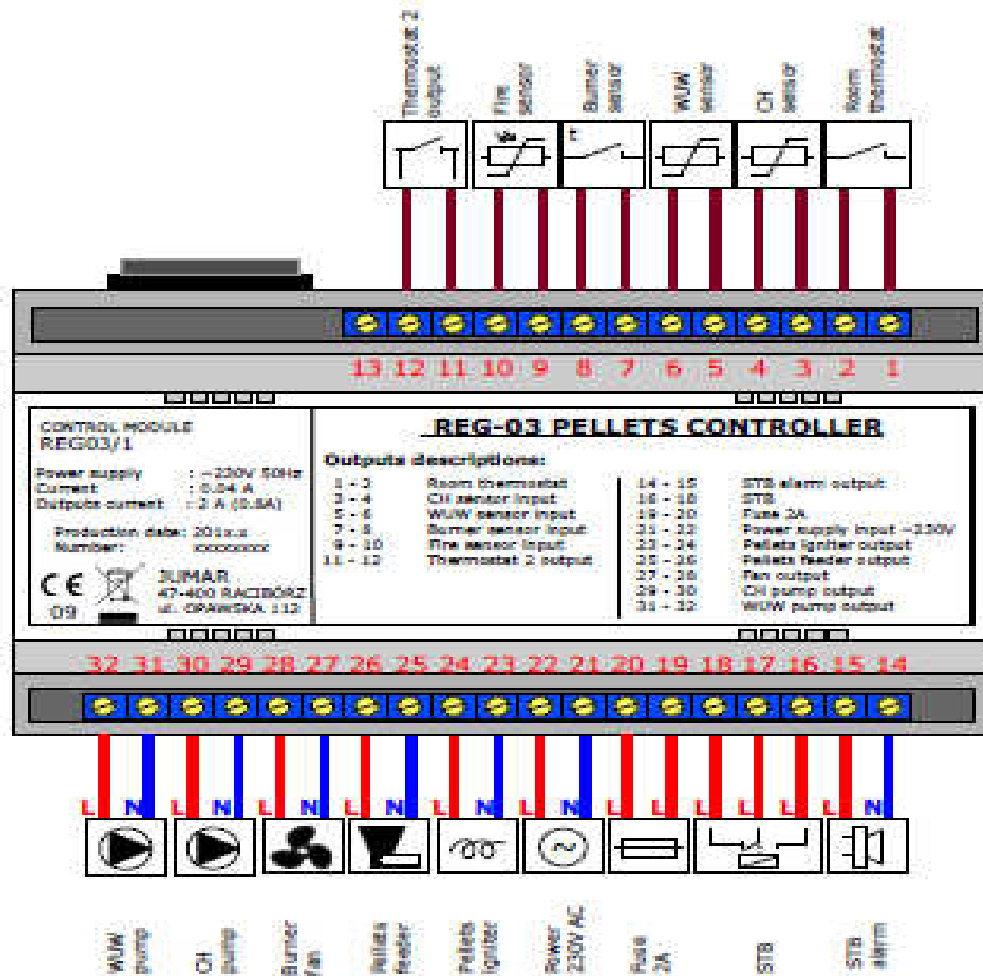 Thermostat 2
output
Fire
sensor
Burner
sensor
WUW
sensor
CH
sensor
Room
thermostat
t
13 12 11 10 9 8 7 6 5 4 3 2 1
CONTROL MODULE
REG03/1
Power supply : ~230V 50Hz
Current : 0.04 A
Outputs current : 2 A (0.8A)
Production date: 201x.x
Number: xxxxxxxx
CE
09
JUMAR
47-400 RACIBÓRZ
ul. OPAWSKA 112
REG-03 PELLETS CONTROLLER
Outputs descriptions:
1 - 2 Room thermostat
3 - 4 CH sensor input
5 - 6 WUW sensor input
7 - 8 Burner sensor input
9 - 10 Fire sensor input
11 - 12 Thermostat 2 output
14 - 15 STB alarm output
16 - 18 STB
19 - 20 Fuse 2A
21 - 22 Power supply input ~230V
23 - 24 Pellets igniter output
25 - 26 Pellets feeder output
27 - 28 Fan output
29 - 30 CH pump output
31 - 32 WUW pump output
32 31 30 29 28 27 26 25 24 23 22 21 20 19 18 17 16 15 14
L N L N L N L N L N L N L L L L L L N
WUW
pump
CH
pump
Burner
fan
Pellets
feeder
Pellets
igniter
Power
230V AC
Fuse
2A
STB
STB
alarm